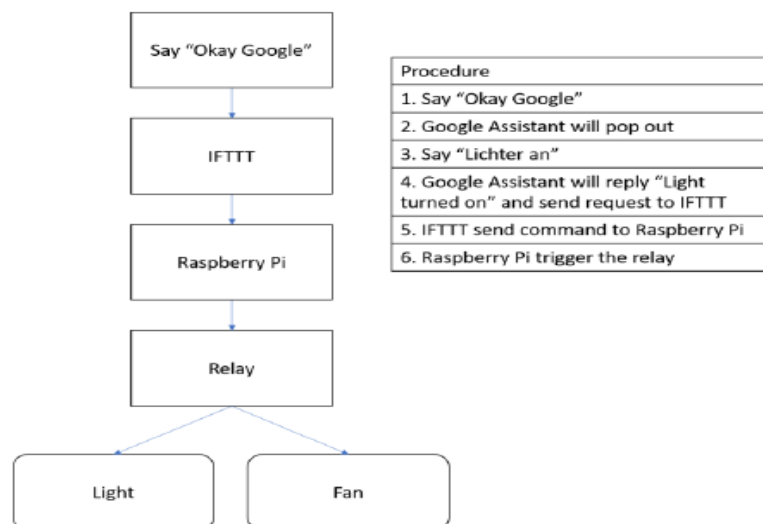 Say “Okay Google”
IFTTT
Raspberry Pi
Relay
Light
Fan
Procedure
1. Say “Okay Google”
2. Google Assistant will pop out
3. Say “Lichter an”
4. Google Assistant will reply “Light
turned on” and send request to IFTTT
5. IFTTT send command to Raspberry Pi
6. Raspberry Pi trigger the relay